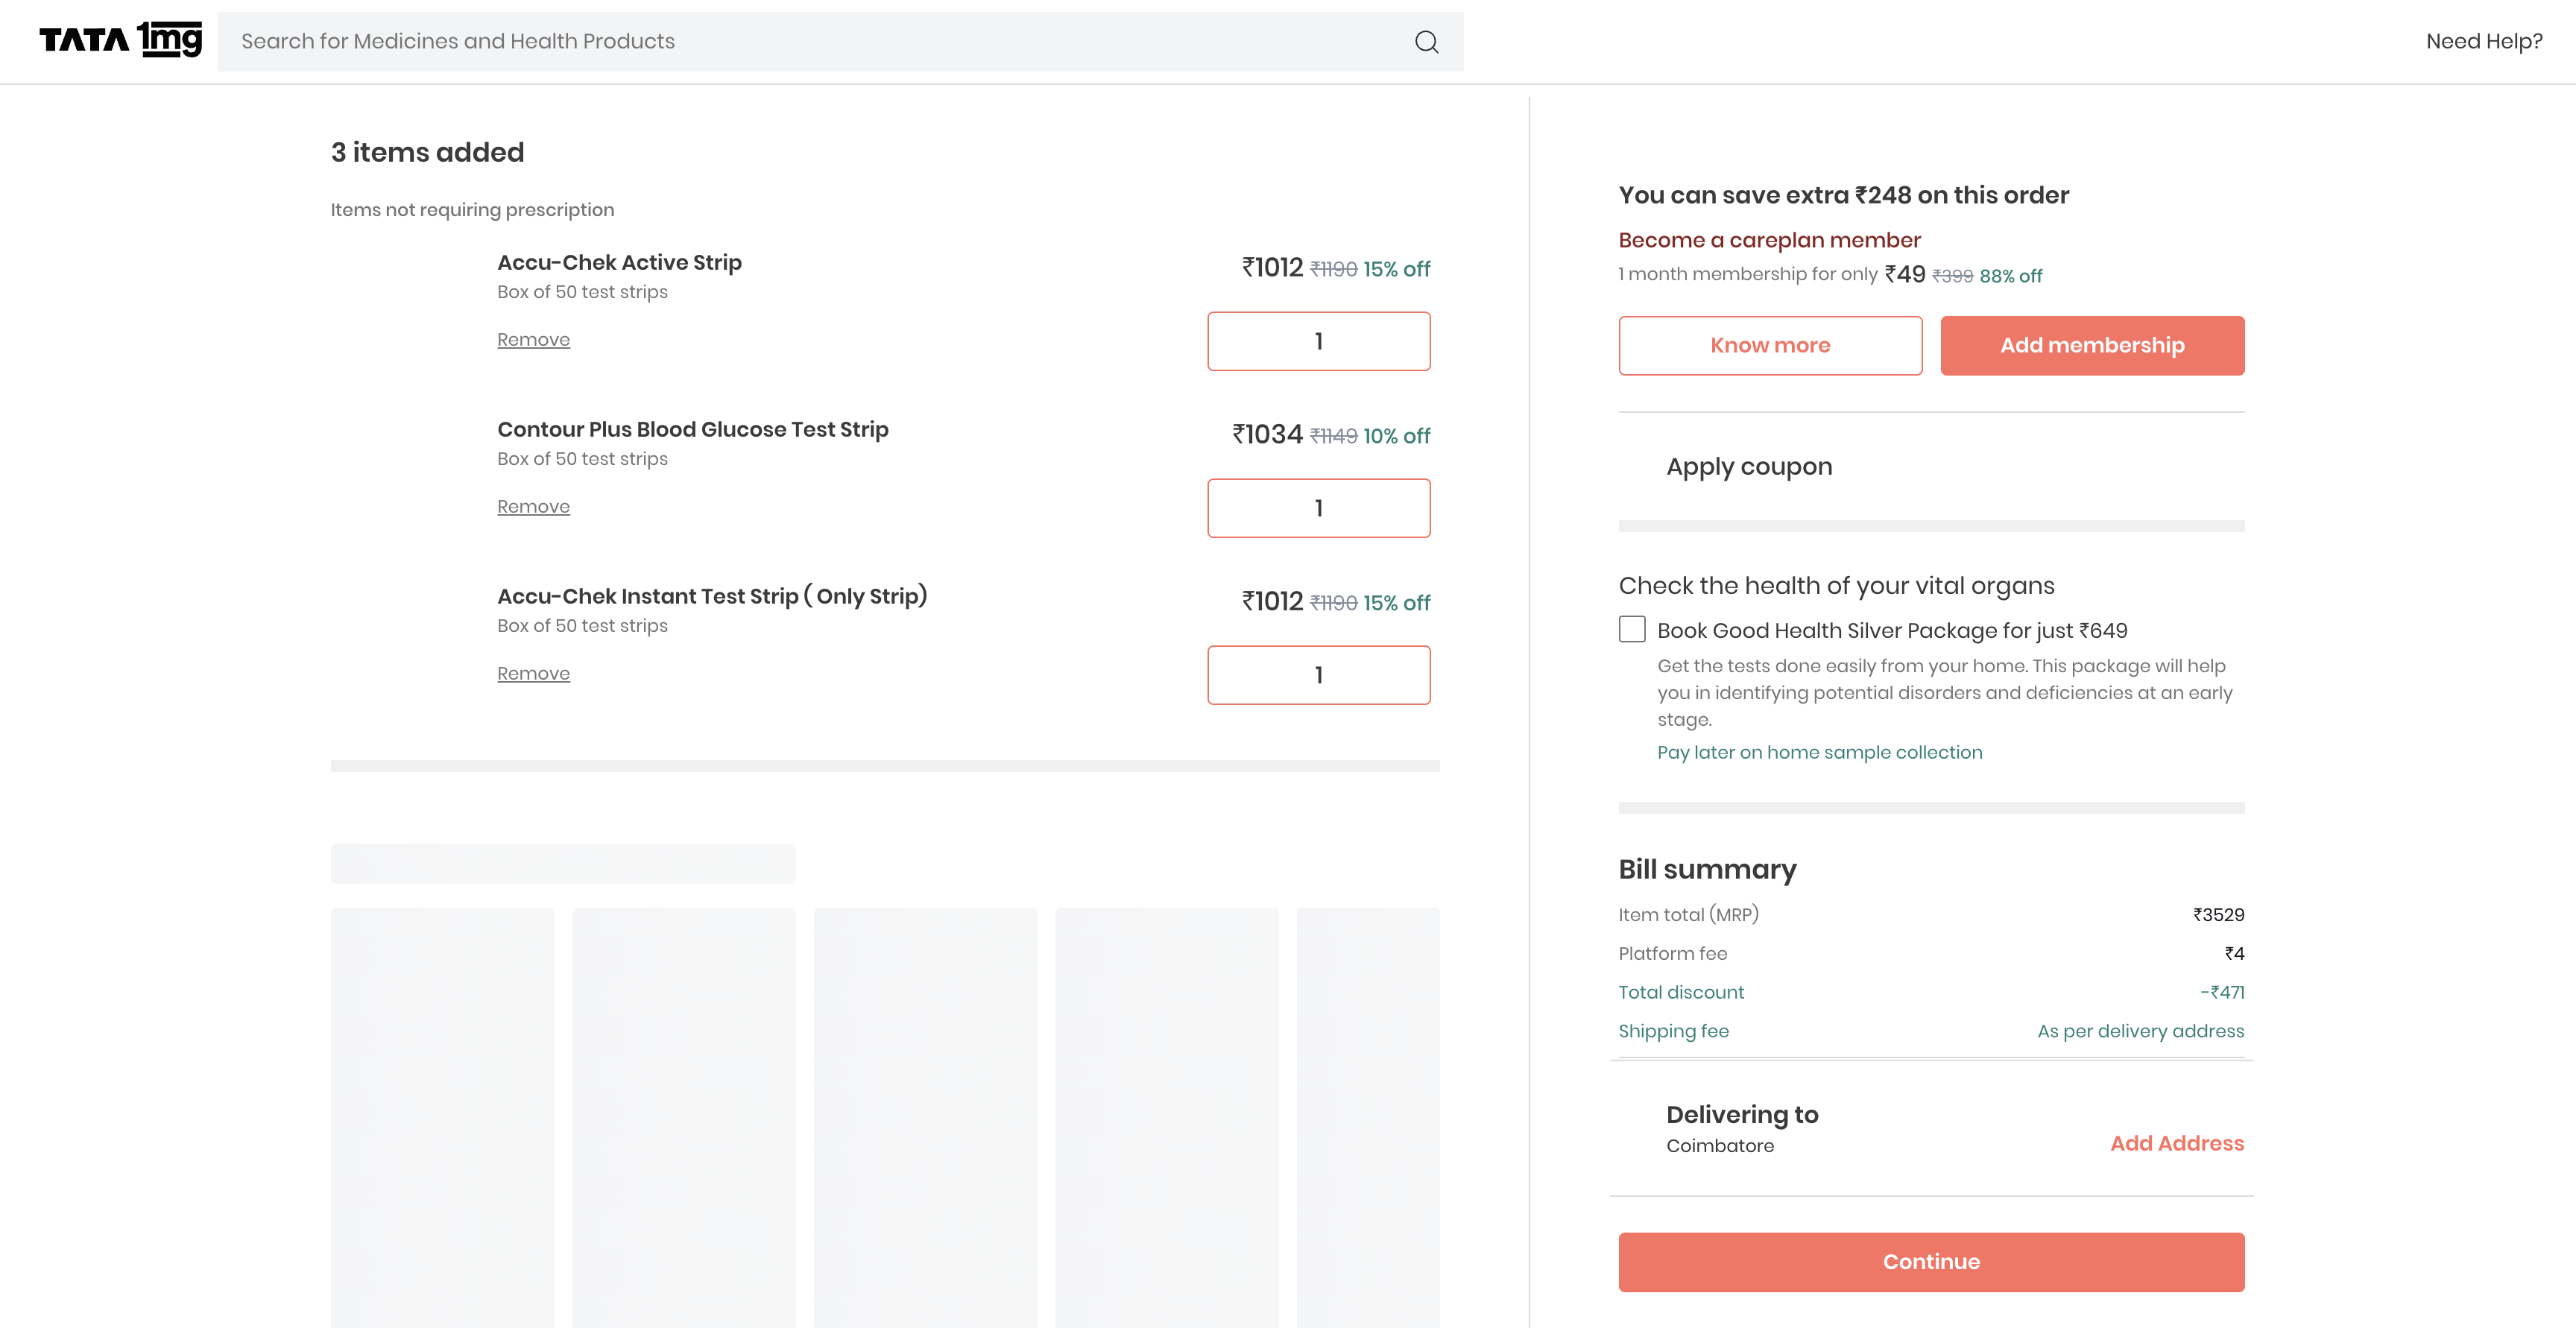 TATA 1mg
Search for Medicines and Health Products
Need Help?
3 items added
Items not requiring prescription
Accu-Chek Active Strip
₹1012 ₹1190 15% off
Box of 50 test strips
Remove
1
Contour Plus Blood Glucose Test Strip
₹1034 ₹1149 10% off
Box of 50 test strips
Remove
1
Accu-Chek Instant Test Strip ( Only Strip)
₹1012 ₹1190 15% off
Box of 50 test strips
Remove
1
You can save extra ₹248 on this order
Become a careplan member
1 month membership for only ₹49 ₹399 88% off
Know more
Add membership
Apply coupon
Check the health of your vital organs
Book Good Health Silver Package for just ₹649
Get the tests done easily from your home. This package will help
you in identifying potential disorders and deficiencies at an early
stage.
Pay later on home sample collection
Bill summary
Item total (MRP) ₹3529
Platform fee ₹4
Total discount -₹471
Shipping fee As per delivery address
Delivering to
Coimbatore
Add Address
Continue